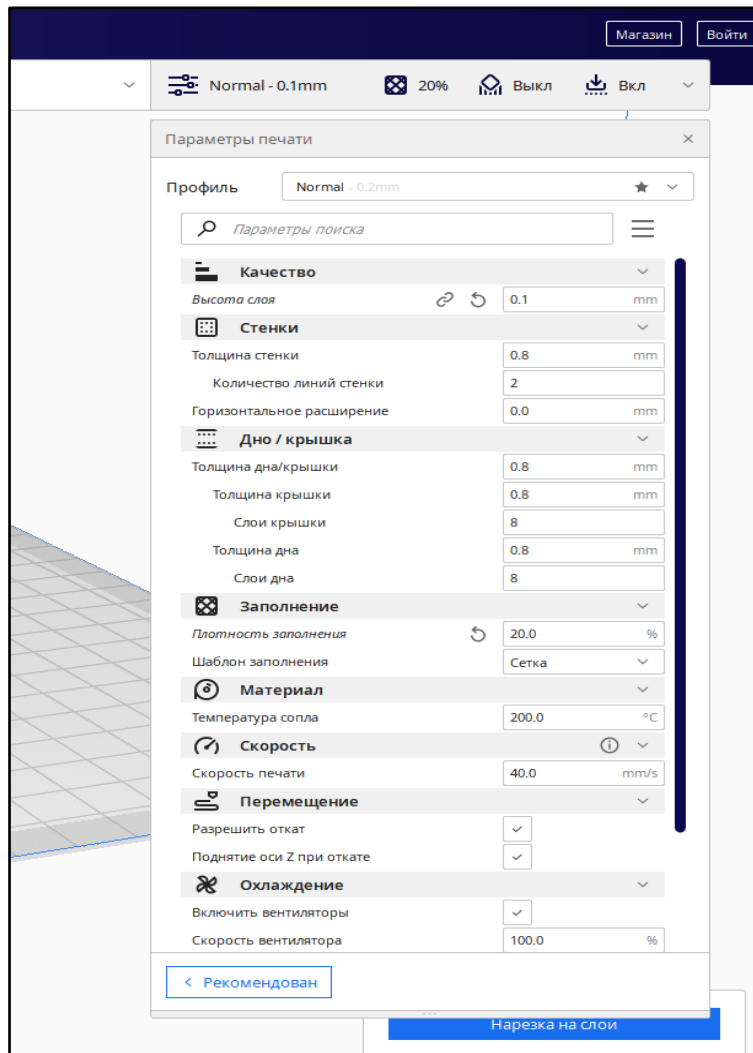 Магазин Войти
Normal - 0.1mm 20% Выкл Вкл
Параметры печати
Профиль Normal - 0.2mm
Параметры поиска
Качество
Высота слоя 0.1 mm
Стенки
Толщина стенки 0.8 mm
Количество линий стенки 2
Горизонтальное расширение 0.0 mm
Дно / крышка
Толщина дна/крышки 0.8 mm
Толщина крышки 0.8 mm
Слои крышки 8
Толщина дна 0.8 mm
Слои дна 8
Заполнение
Плотность заполнения 20.0 %
Шаблон заполнения Сетка
Материал
Температура сопла 200.0 °C
Скорость
Скорость печати 40.0 mm/s
Перемещение
Разрешить откат
Поднятие оси Z при откате
Охлаждение
Включить вентиляторы
Скорость вентилятора 100.0 %
Рекомендован
Нарезка на слои